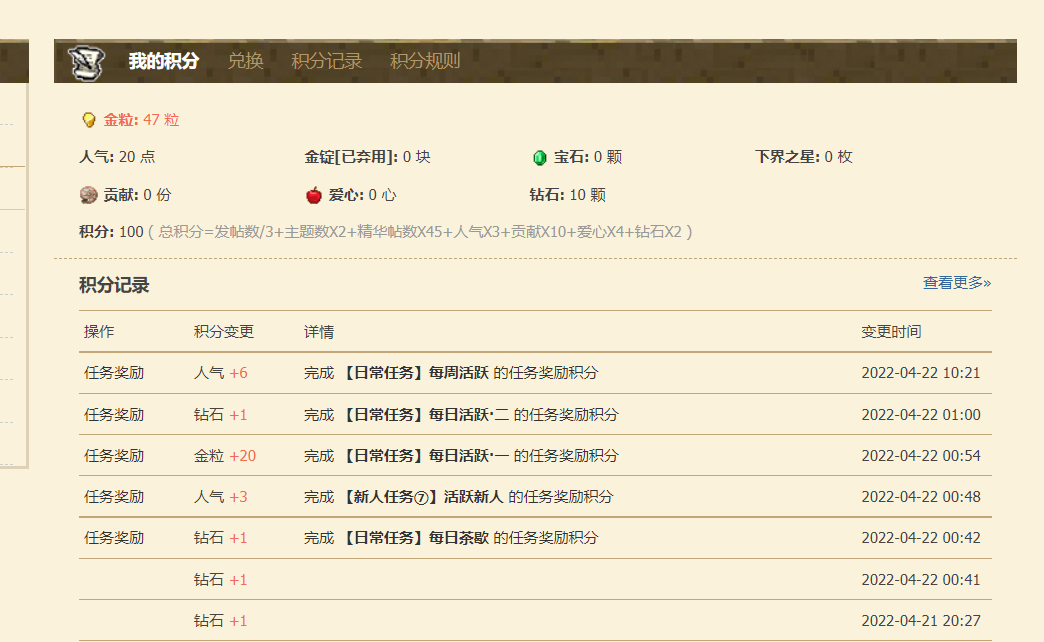 我的积分 兑换 积分记录 积分规则
金粒: 47 粒
人气: 20 点 金锭[已弃用]: 0 块 宝石: 0 颗 下界之星: 0 枚
贡献: 0 份 爱心: 0 心 钻石: 10 颗
积分: 100 ( 总积分=发帖数/3+主题数X2+精华帖数X45+人气X3+贡献X10+爱心X4+钻石X2 )
积分记录 查看更多»
操作 积分变更 详情 变更时间
任务奖励 人气 +6 完成 【日常任务】每周活跃 的任务奖励积分 2022-04-22 10:21
任务奖励 钻石 +1 完成 【日常任务】每日活跃·二 的任务奖励积分 2022-04-22 01:00
任务奖励 金粒 +20 完成 【日常任务】每日活跃·一 的任务奖励积分 2022-04-22 00:54
任务奖励 人气 +3 完成 【新人任务⑦】活跃新人 的任务奖励积分 2022-04-22 00:48
任务奖励 钻石 +1 完成 【日常任务】每日茶歇 的任务奖励积分 2022-04-22 00:42
钻石 +1 2022-04-22 00:41
钻石 +1 2022-04-21 20:27